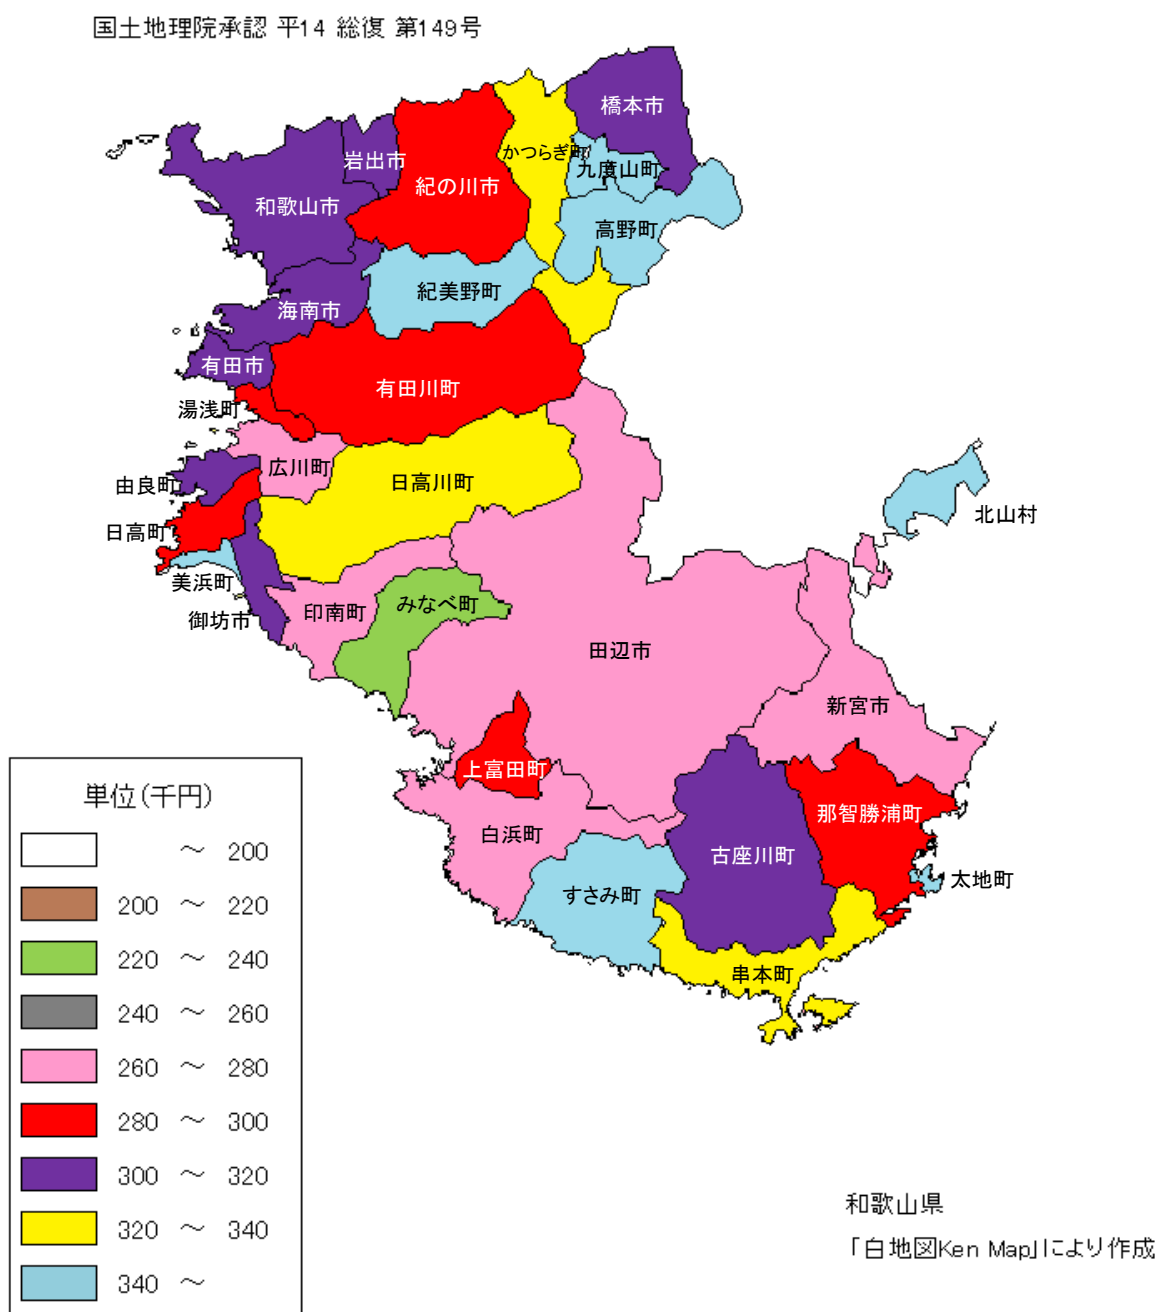 国土地理院承認 平14 総復 第149号
橋本市
かつらぎ町
岩出市
九度山町
紀の川市
和歌山市
高野町
紀美野町
海南市
有田市
有田川町
湯浅町
広川町
日高川町
由良町
北山村
日高町
美浜町
印南町
みなべ町
御坊市
田辺市
新宮市
上富田町
那智勝浦町
白浜町
古座川町
太地町
すさみ町
串本町
単位(千円)
～ 200
200 ～ 220
220 ～ 240
240 ～ 260
260 ～ 280
280 ～ 300
300 ～ 320
320 ～ 340
340 ～
和歌山県
「白地図Ken Map」により作成